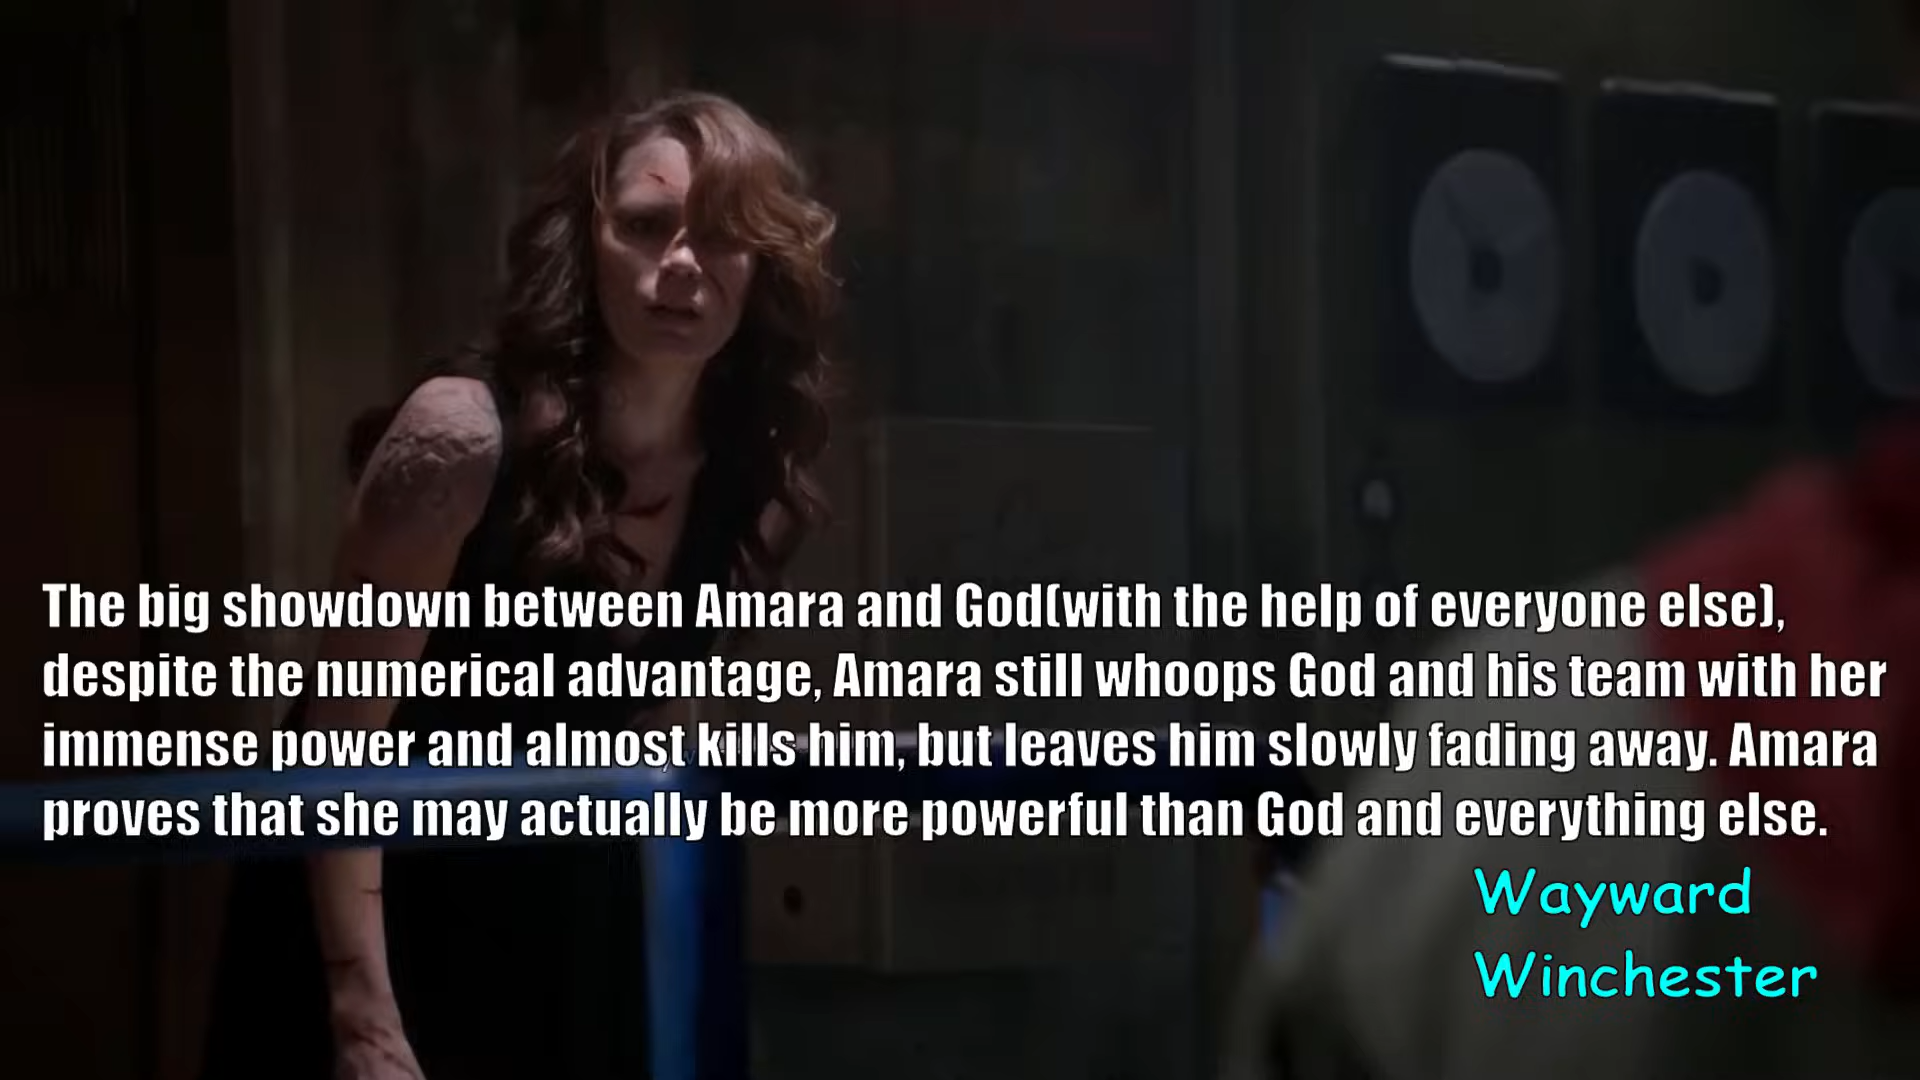 The big showdown between Amara and God(with the help of everyone else),
despite the numerical advantage, Amara still whoops God and his team with her
immense power and almost kills him, but leaves him slowly fading away. Amara
proves that she may actually be more powerful than God and everything else.
Wayward
Winchester